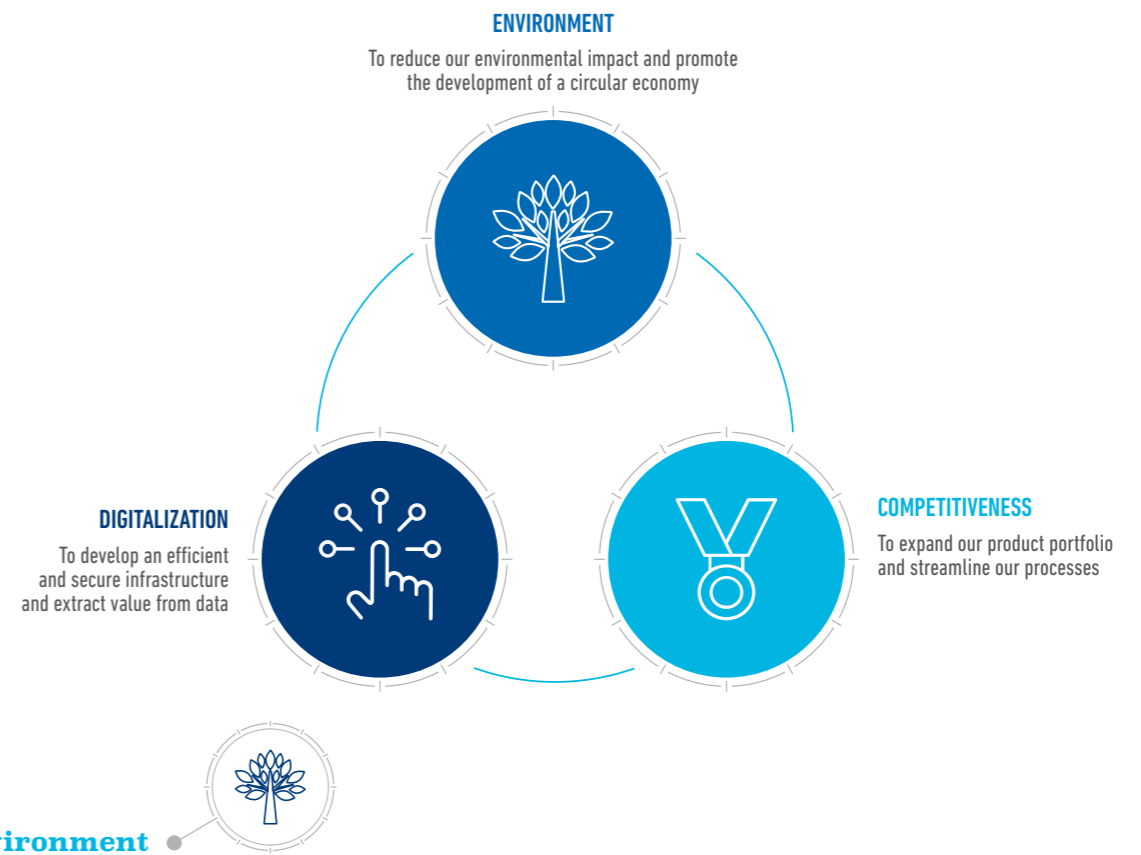 ENVIRONMENT
To reduce our environmental impact and promote
the development of a circular economy
DIGITALIZATION
To develop an efficient
and secure infrastructure
and extract value from data
COMPETITIVENESS
To expand our product portfolio
and streamline our processes
vironment